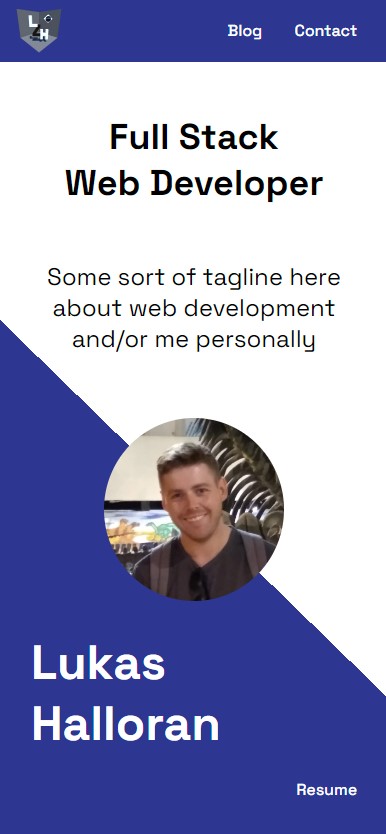 L H
Blog Contact
Full Stack
Web Developer
Some sort of tagline here
about web development
and/or me personally
Lukas
Halloran
Resume